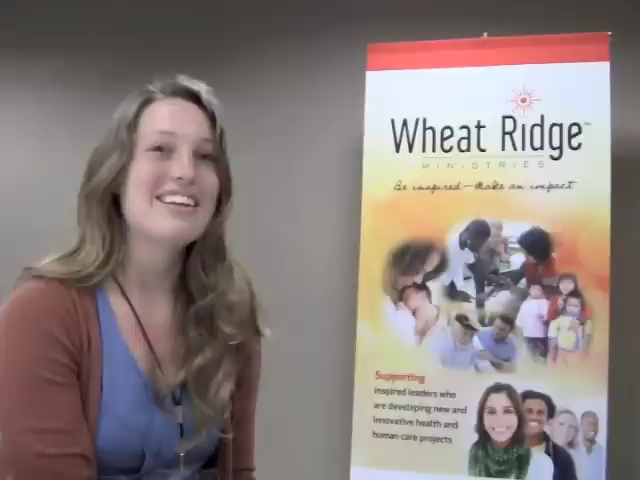 Wheat Ridge™
MINISTRIES
Be inspired—Make an impact
Supporting
inspired leaders who
are developing new and
innovative health and
human care projects